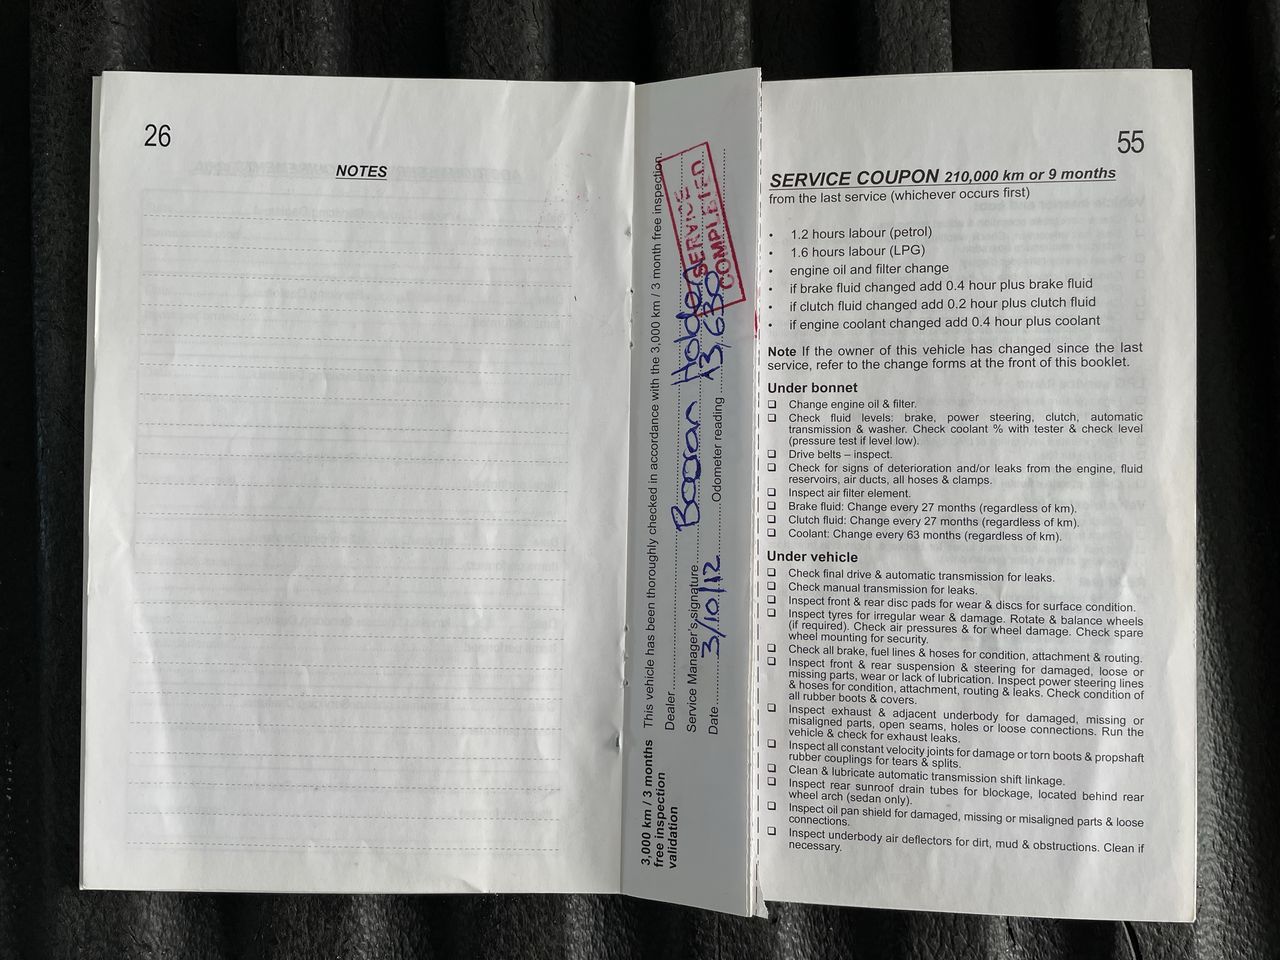 26
NOTES
3,000 km / 3 months
free inspection
validation
This vehicle has been thoroughly checked in accordance with the 3,000 km / 3 month free inspection.
Dealer
Service Manager's signature
Booran Holden
Date
3/10/12
Odometer reading
13,630
SERVICE
COMPLETED
55
SERVICE COUPON 210,000 km or 9 months
from the last service (whichever occurs first)
• 1.2 hours labour (petrol)
• 1.6 hours labour (LPG)
• engine oil and filter change
• if brake fluid changed add 0.4 hour plus brake fluid
• if clutch fluid changed add 0.2 hour plus clutch fluid
• if engine coolant changed add 0.4 hour plus coolant
Note If the owner of this vehicle has changed since the last
service, refer to the change forms at the front of this booklet.
Under bonnet
❑ Change engine oil & filter.
❑ Check fluid levels: brake, power steering, clutch, automatic
transmission & washer. Check coolant % with tester & check level
(pressure test if level low).
❑ Drive belts – inspect.
❑ Check for signs of deterioration and/or leaks from the engine, fluid
reservoirs, air ducts, all hoses & clamps.
❑ Inspect air filter element.
❑ Brake fluid: Change every 27 months (regardless of km).
❑ Clutch fluid: Change every 27 months (regardless of km).
❑ Coolant: Change every 63 months (regardless of km).
Under vehicle
❑ Check final drive & automatic transmission for leaks.
❑ Check manual transmission for leaks.
❑ Inspect front & rear disc pads for wear & discs for surface condition.
❑ Inspect tyres for irregular wear & damage. Rotate & balance wheels
(if required). Check air pressures & for wheel damage. Check spare
wheel mounting for security.
❑ Check all brake, fuel lines & hoses for condition, attachment & routing.
❑ Inspect front & rear suspension & steering for damaged, loose or
missing parts, wear or lack of lubrication. Inspect power steering lines
& hoses for condition, attachment, routing & leaks. Check condition of
all rubber boots & covers.
❑ Inspect exhaust & adjacent underbody for damaged, missing or
misaligned parts, open seams, holes or loose connections. Run the
vehicle & check for exhaust leaks.
❑ Inspect all constant velocity joints for damage or torn boots & propshaft
rubber couplings for tears & splits.
❑ Clean & lubricate automatic transmission shift linkage.
❑ Inspect rear sunroof drain tubes for blockage, located behind rear
wheel arch (sedan only).
❑ Inspect oil pan shield for damaged, missing or misaligned parts & loose
connections.
❑ Inspect underbody air deflectors for dirt, mud & obstructions. Clean if
necessary.